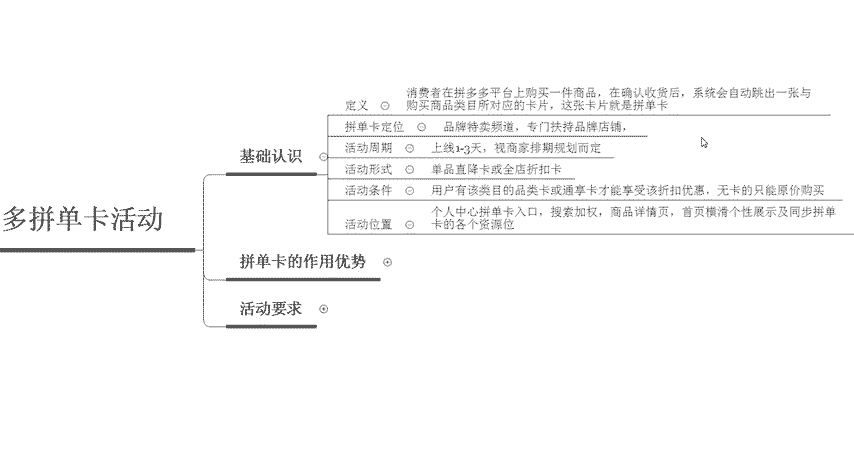 多拼单卡活动
基础认识
定义
消费者在拼多多平台上购买一件商品，在确认收货后，系统会自动跳出一张与
购买商品类目所对应的卡片，这张卡片就是拼单卡
拼单卡定位
品牌特卖频道，专门扶持品牌店铺，
活动周期
上线1-3天，视商家排期规划而定
活动形式
单品直降卡或全店折扣卡
活动条件
用户有该类目的品类卡或通享卡才能享受该折扣优惠，无卡的只能原价购买
活动位置
个人中心拼单卡入口，搜索加权，商品详情页，首页横滑个性展示及同步拼单
卡的各个资源位
拼单卡的作用优势
活动要求